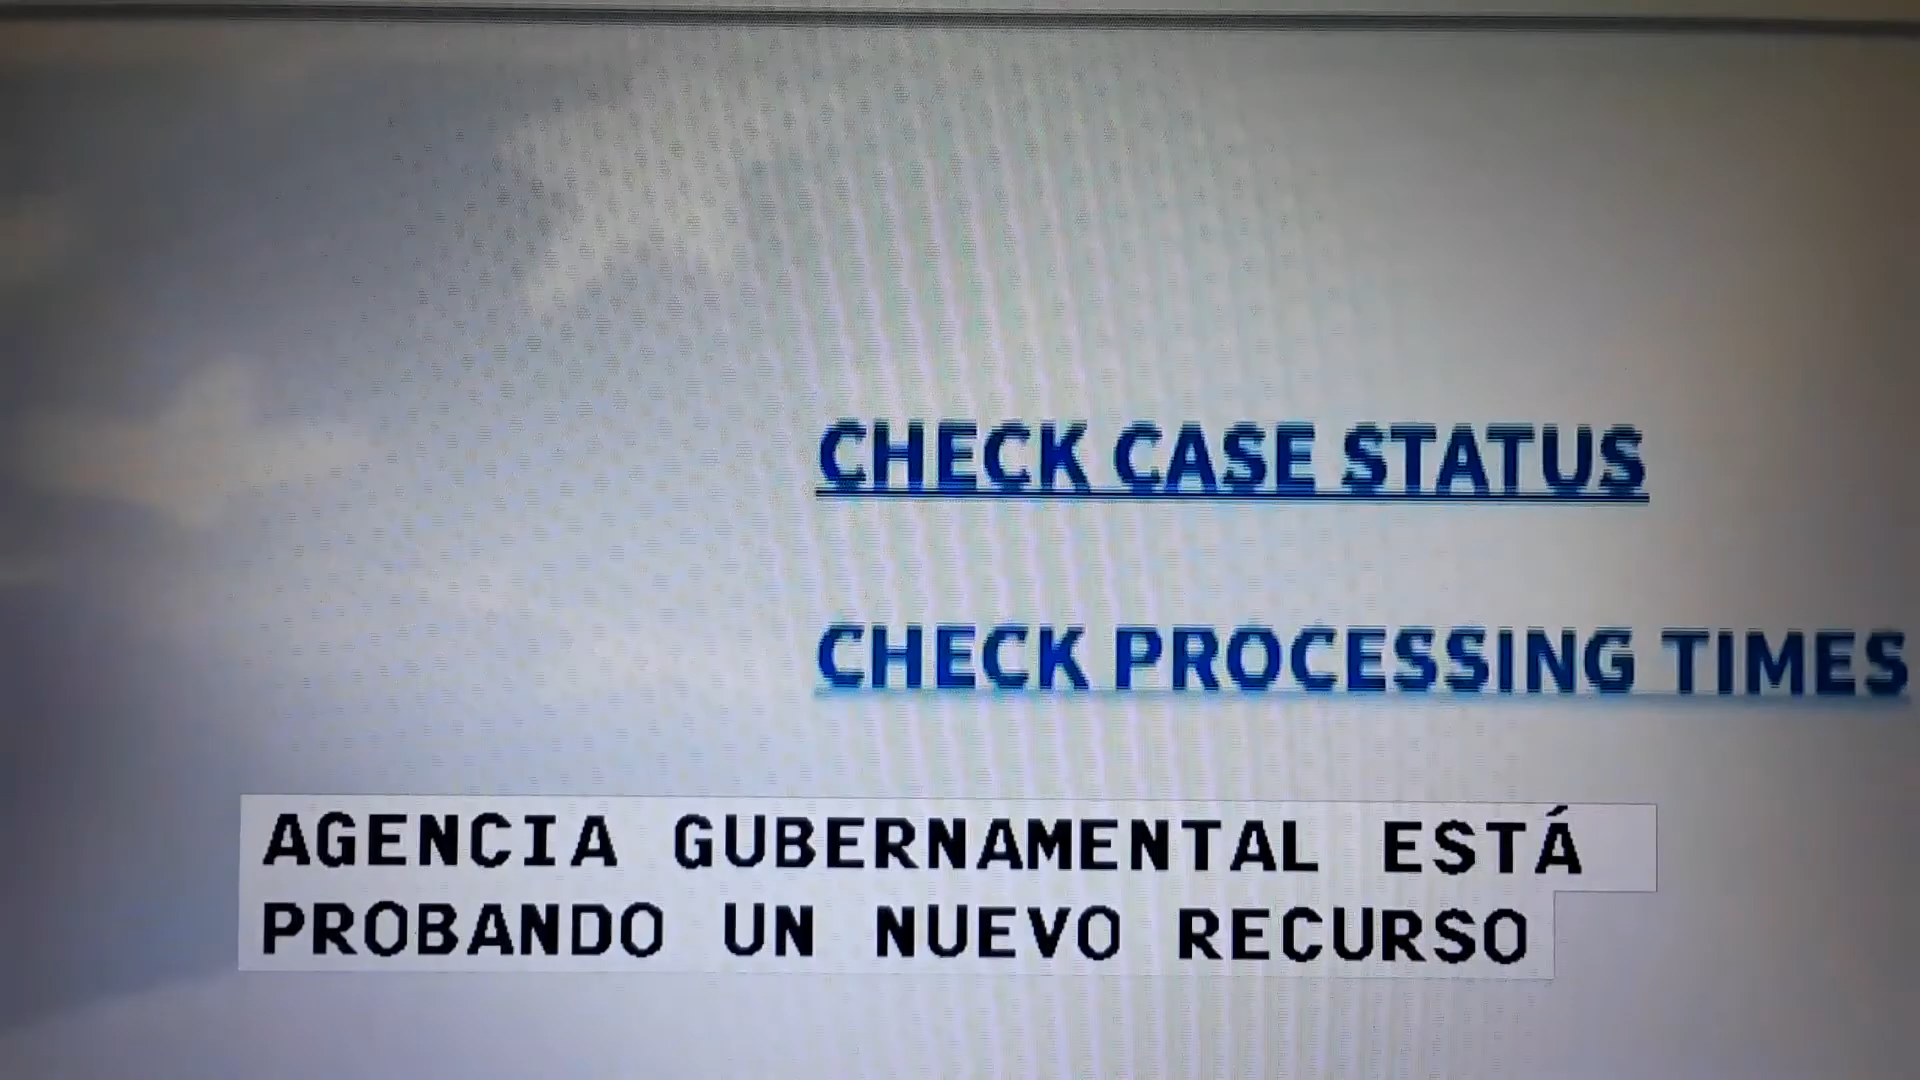 CHECK CASE STATUS
CHECK PROCESSING TIMES
AGENCIA GUBERNAMENTAL ESTÁ
PROBANDO UN NUEVO RECURSO